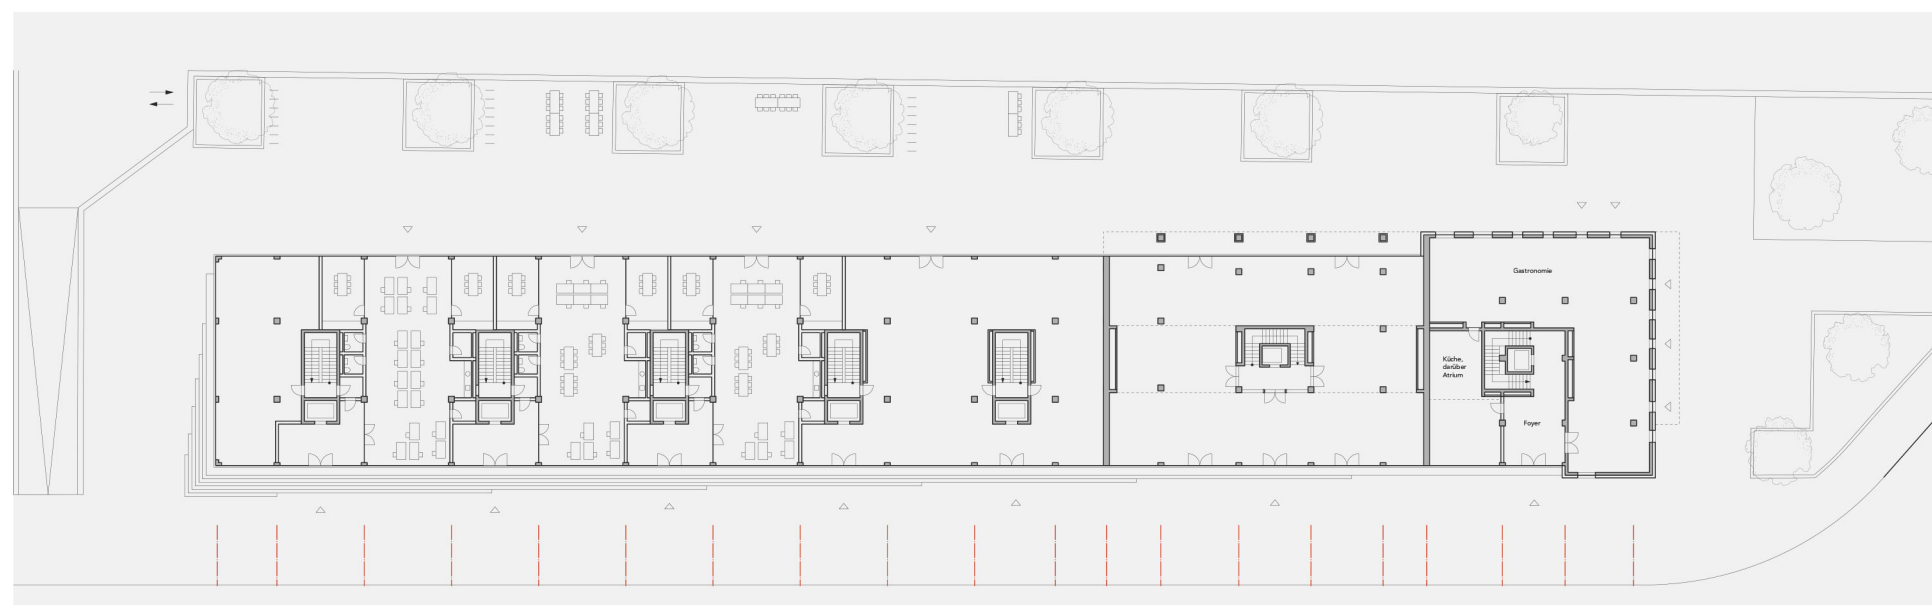 Gastronomie
Küche,
darüber
Atrium
Foyer